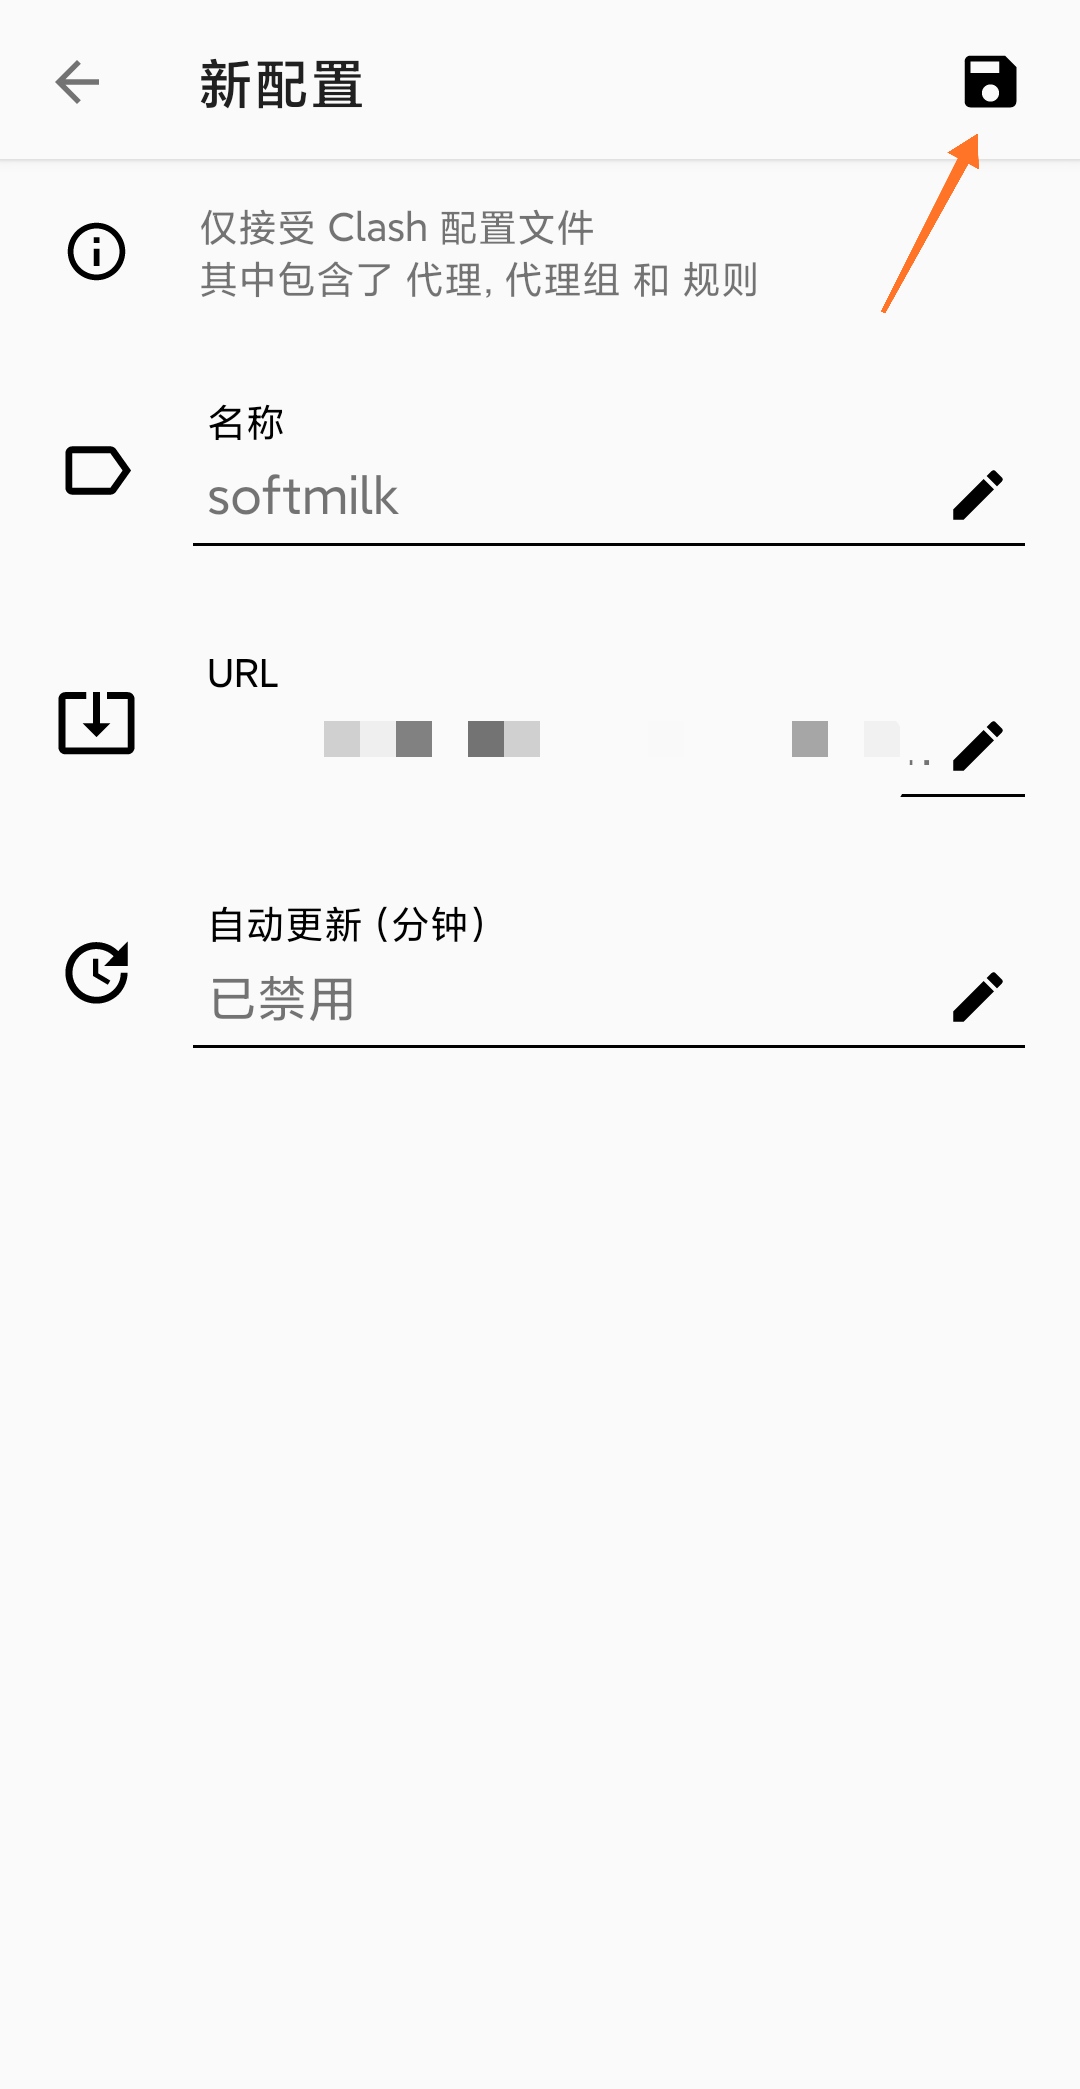 新配置
仅接受 Clash 配置文件
其中包含了 代理, 代理组 和 规则
名称
softmilk
URL
自动更新 (分钟)
已禁用